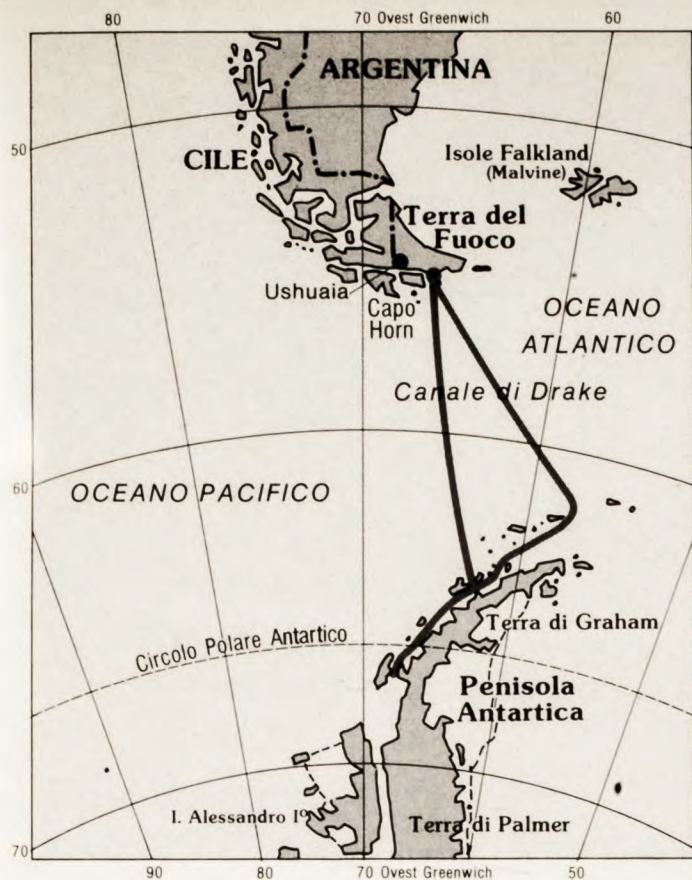 80
70 Ovest Greenwich
60
ARGENTINA
50
CILE
Isole Falkland
(Malvine)
Terra del
Fuoco
Ushuaia
Capo
Horn
OCEANO
ATLANTICO
Canale di Drake
60
OCEANO PACIFICO
Terra di Graham
Circolo Polare Antartico
Penisola
Antartica
I. Alessandro I°
Terra di Palmer
70
90
80
70 Ovest Greenwich
50